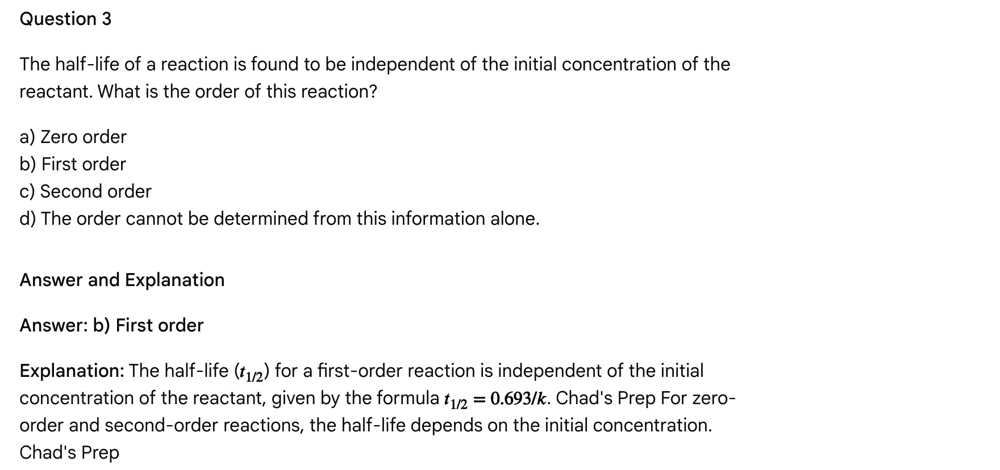 Question 3
The half-life of a reaction is found to be independent of the initial concentration of the
reactant. What is the order of this reaction?
a) Zero order
b) First order
c) Second order
d) The order cannot be determined from this information alone.
Answer and Explanation
Answer: b) First order
Explanation: The half-life (t1/2) for a first-order reaction is independent of the initial
concentration of the reactant, given by the formula t1/2 = 0.693/k. Chad's Prep For zero-
order and second-order reactions, the half-life depends on the initial concentration.
Chad's Prep